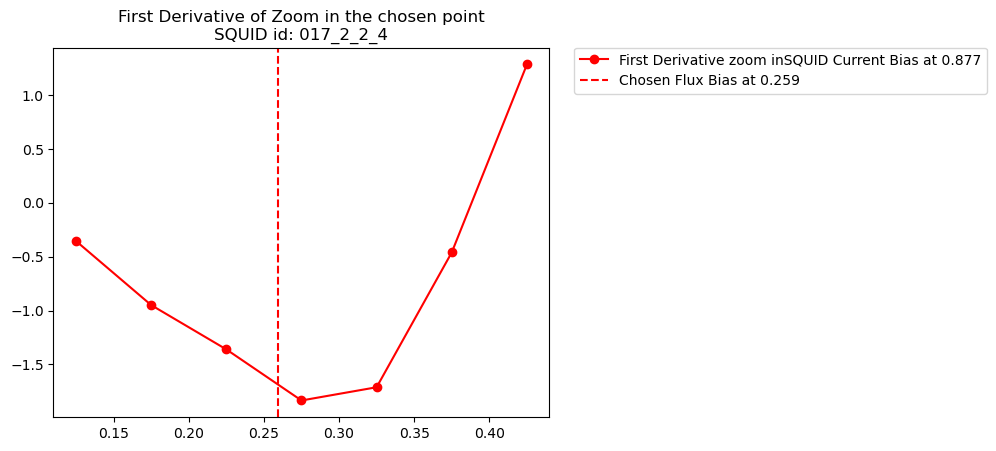 First Derivative of Zoom in the chosen point
SQUID id: 017_2_2_4
First Derivative zoom inSQUID Current Bias at 0.877
Chosen Flux Bias at 0.259
1.0
0.5
0.0
−0.5
−1.0
−1.5
0.15 0.20 0.25 0.30 0.35 0.40